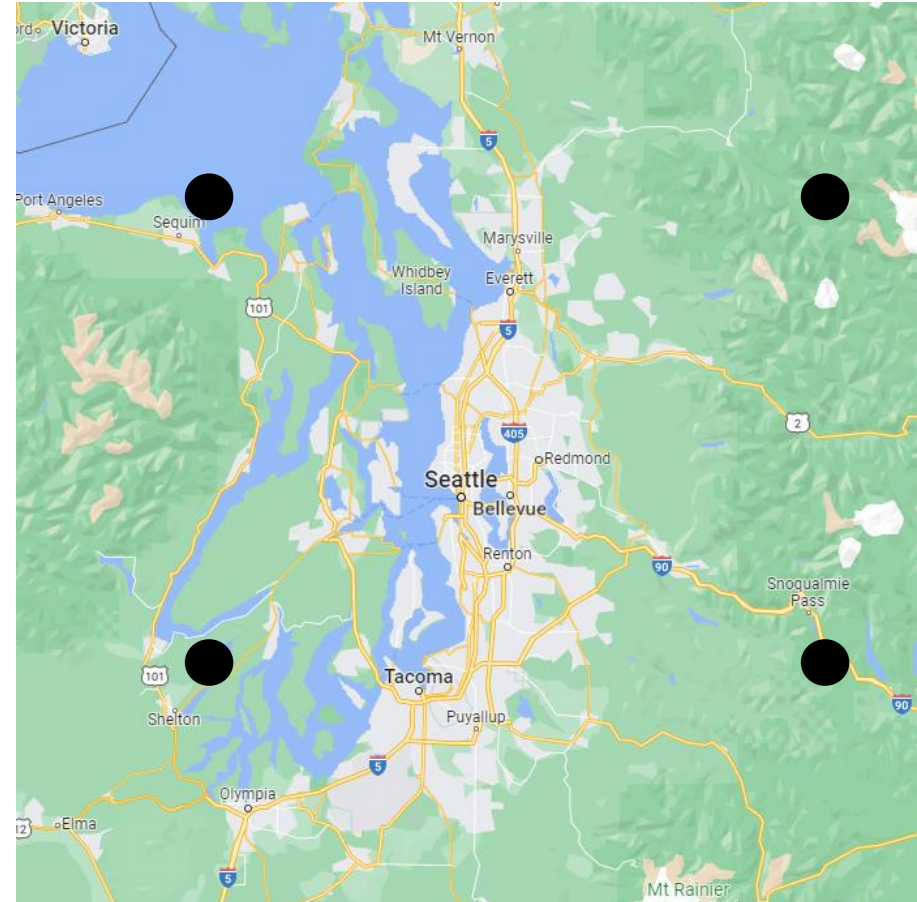 ord
Victoria
Mt Vernon
5
Port Angeles
Sequim
Marysville
Whidbey
Island
Everett
101
5
2
405
Redmond
Seattle
Bellevue
Renton
90
Snoqualmie
Pass
101
Tacoma
90
Shelton
Puyallup
5
Olympia
12
Elma
5
Mt Rainier